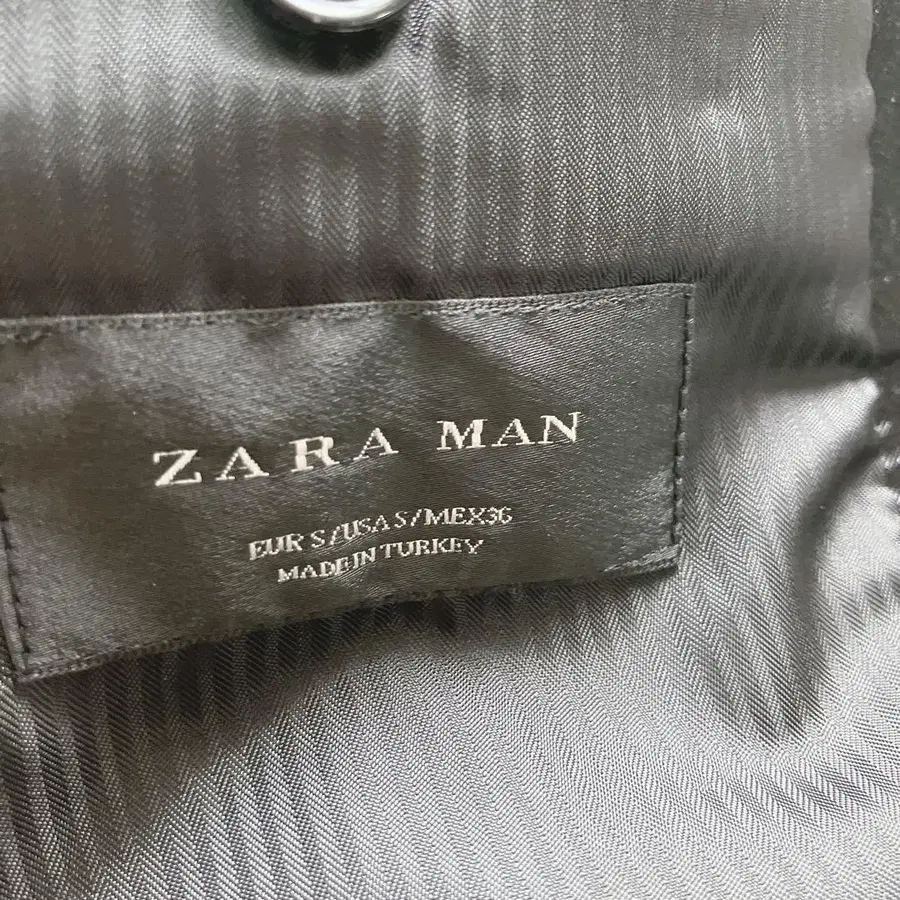 ZARA MAN
EUR S/USA S/MEX36
MADE IN TURKEY